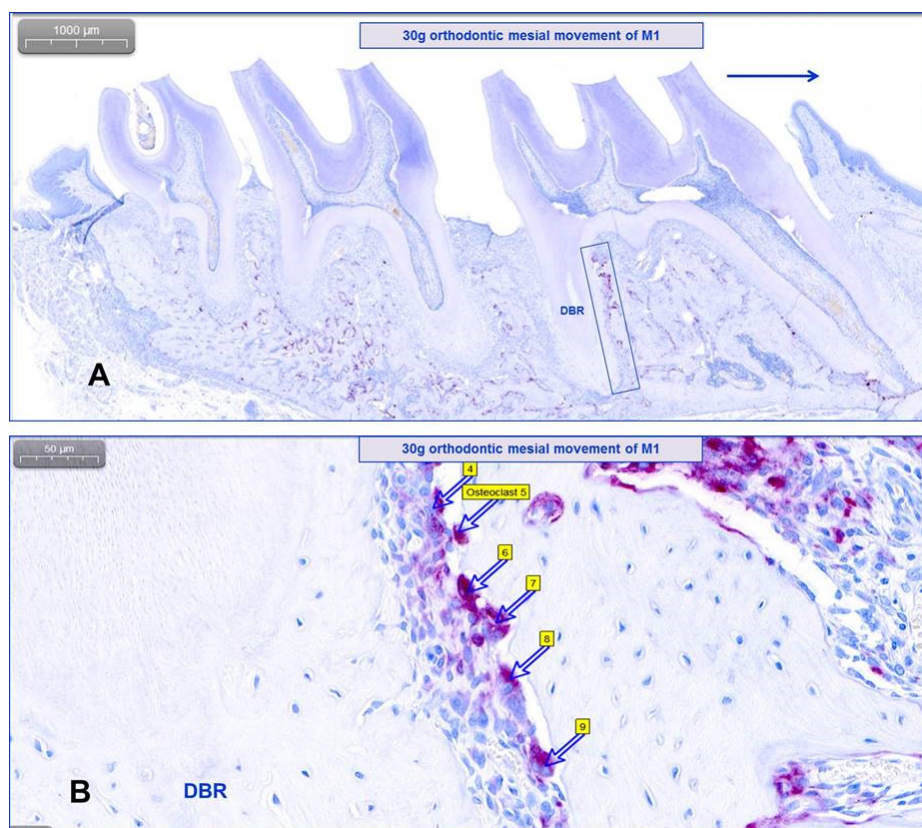 1000 µm
30g orthodontic mesial movement of M1
DBR
A
50 µm
30g orthodontic mesial movement of M1
4
Osteoclast 5
6
7
8
9
B
DBR